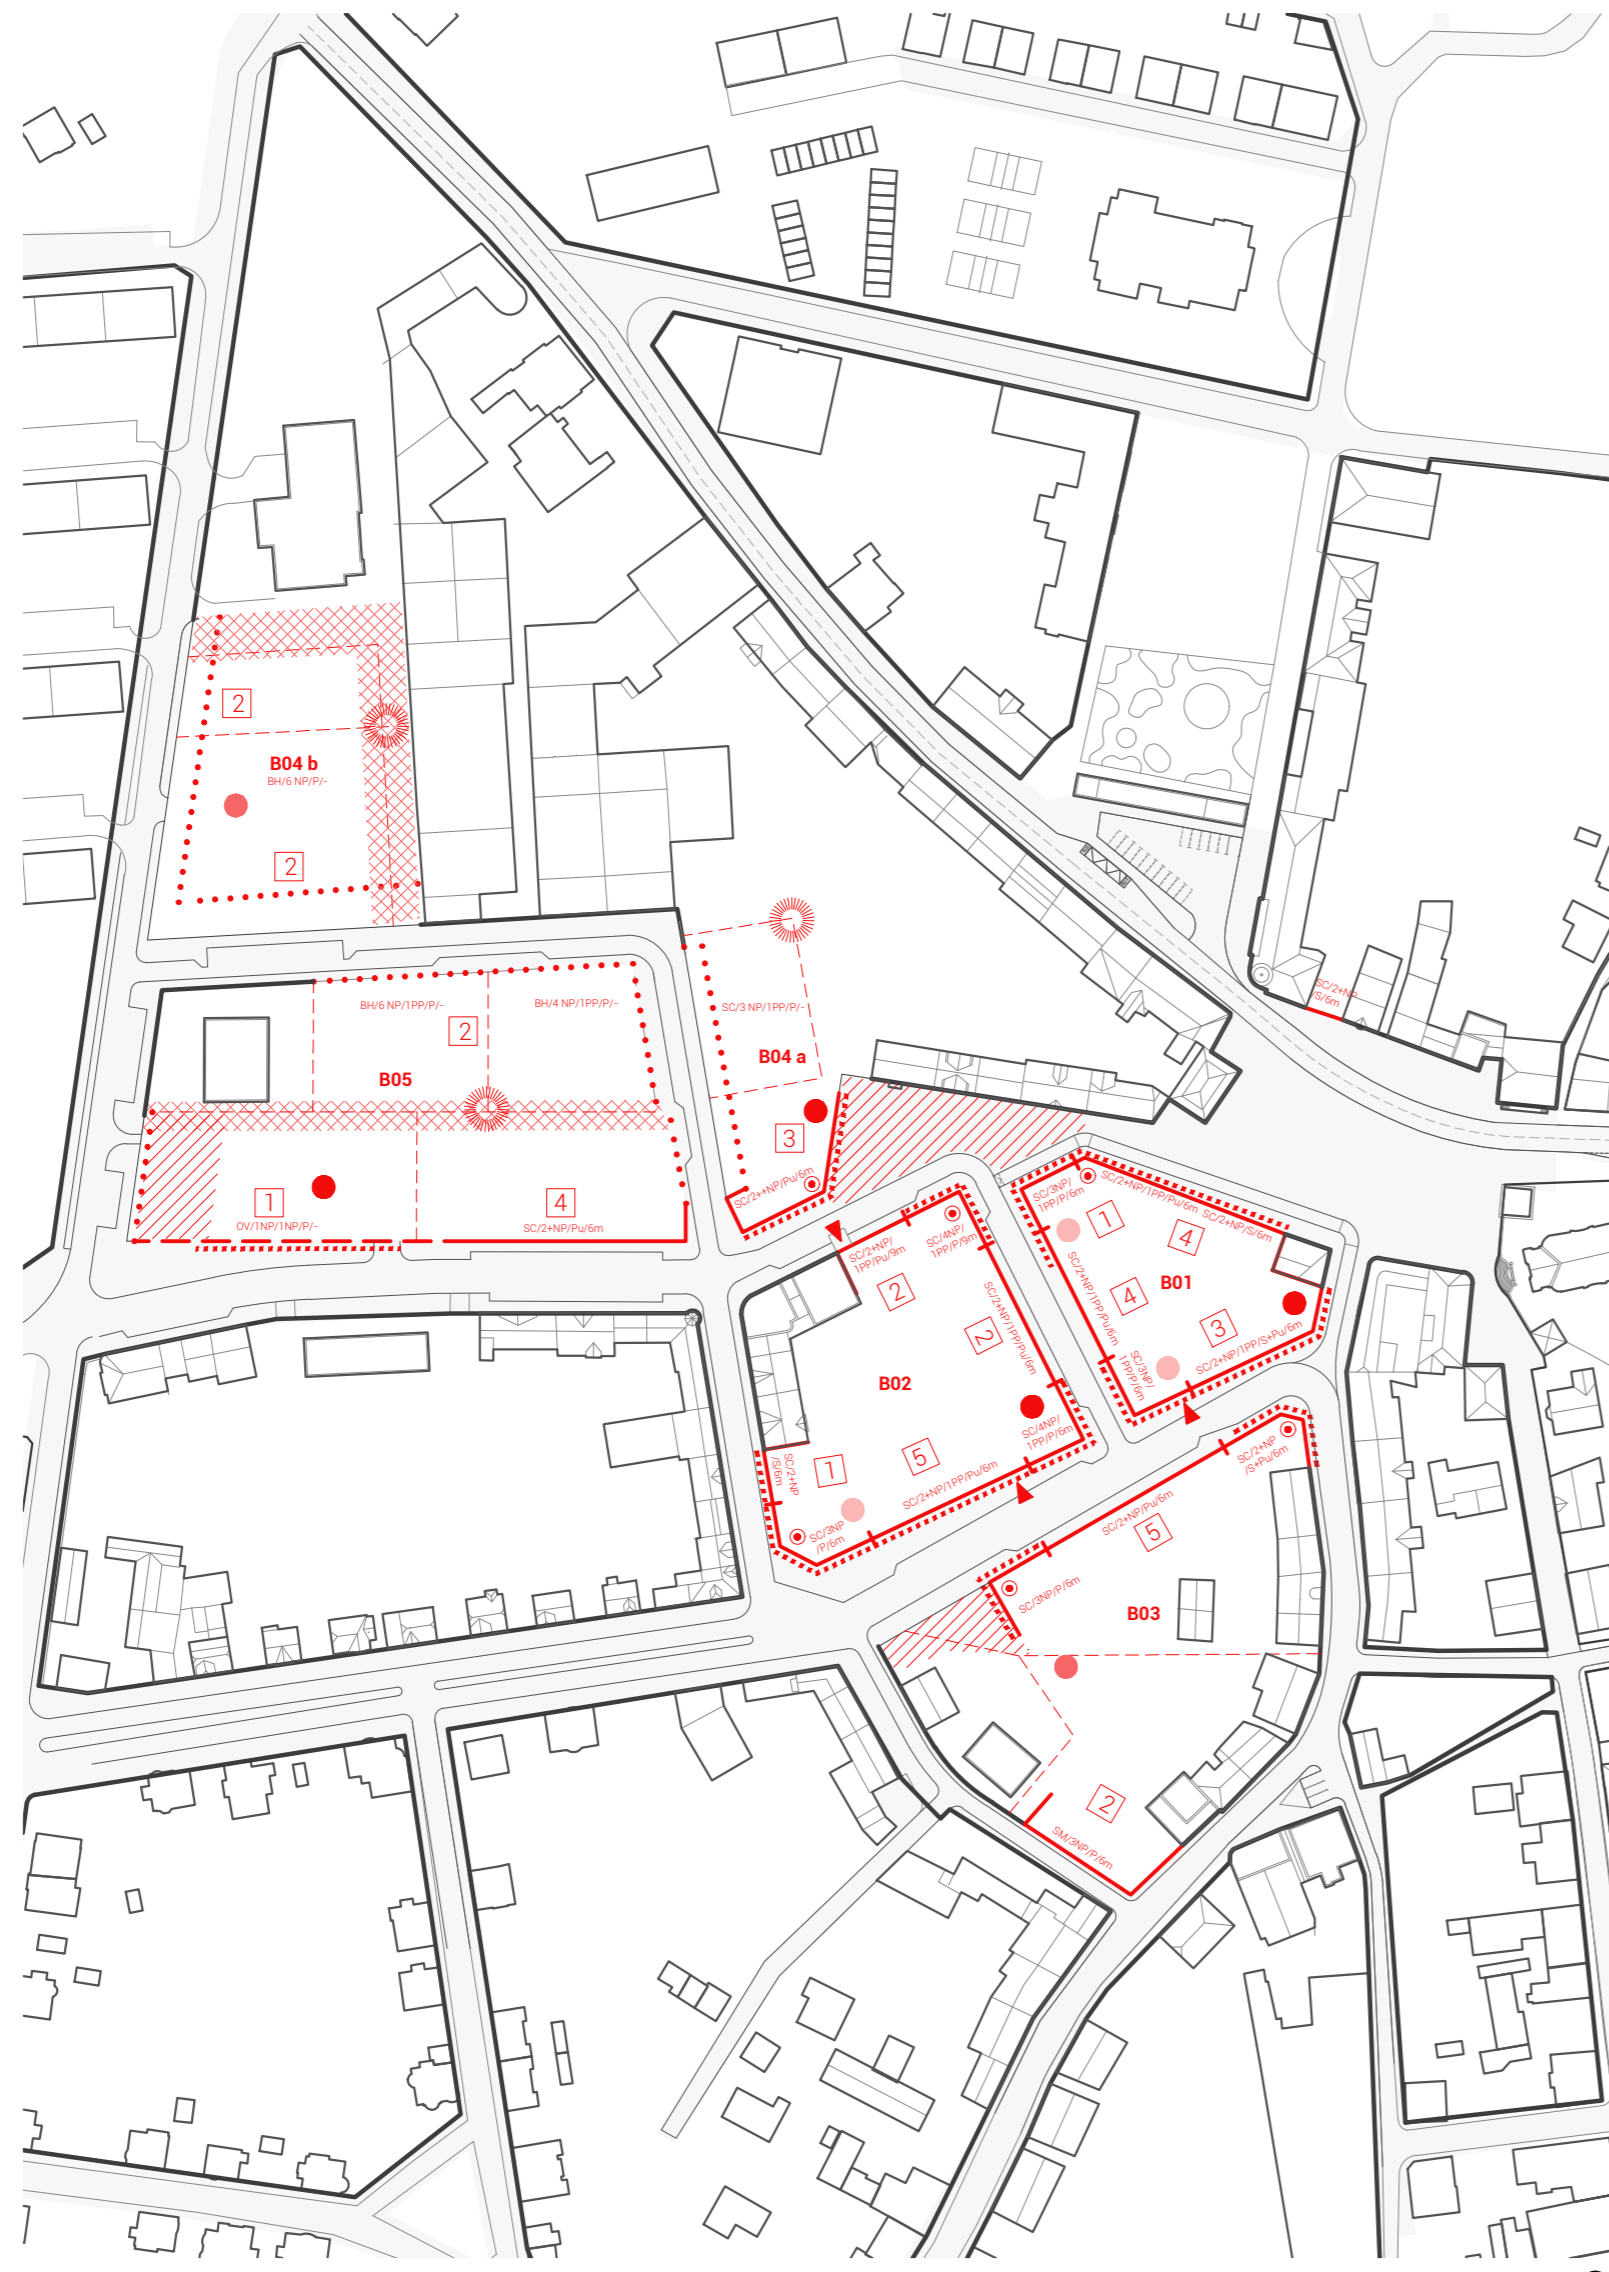 2
B04 b
BH/6 NP/P/-
2
BH/6 NP/1PP/P/-
BH/4 NP/1PP/P/-
2
B05
1
OV/1NP/1NP/P/-
4
SC/2+NP/Pu/6m
SC/3 NP/1PP/P/-
B04 a
3
SC/2++NP/Pu/6m
SC/2+NP
/S/6m
SC/3NP/
1PP/P/6m
SC/2+NP/1PP/Pu/6m
SC/2+NP/S/6m
1
4
B01
4
SC/2+NP/1PP/Pu/6m
3
SC/2+NP/1PP/S+Pu/6m
SC/3NP/
1PP/P/6m
SC/2+NP/
1PP/Pu/9m
SC/4NP/
1PP/P/9m
2
2
SC/2+NP/1PP/Pu/6m
B02
SC/4NP/
1PP/P/6m
5
SC/2+NP/1PP/Pu/6m
1
SC/2+NP
/S/6m
SC/3NP
/P/6m
SC/2+NP
/S+Pu/6m
SC/2+NP/Pu/6m
5
SC/3NP/P/6m
B03
2
SM/3NP/P/6m